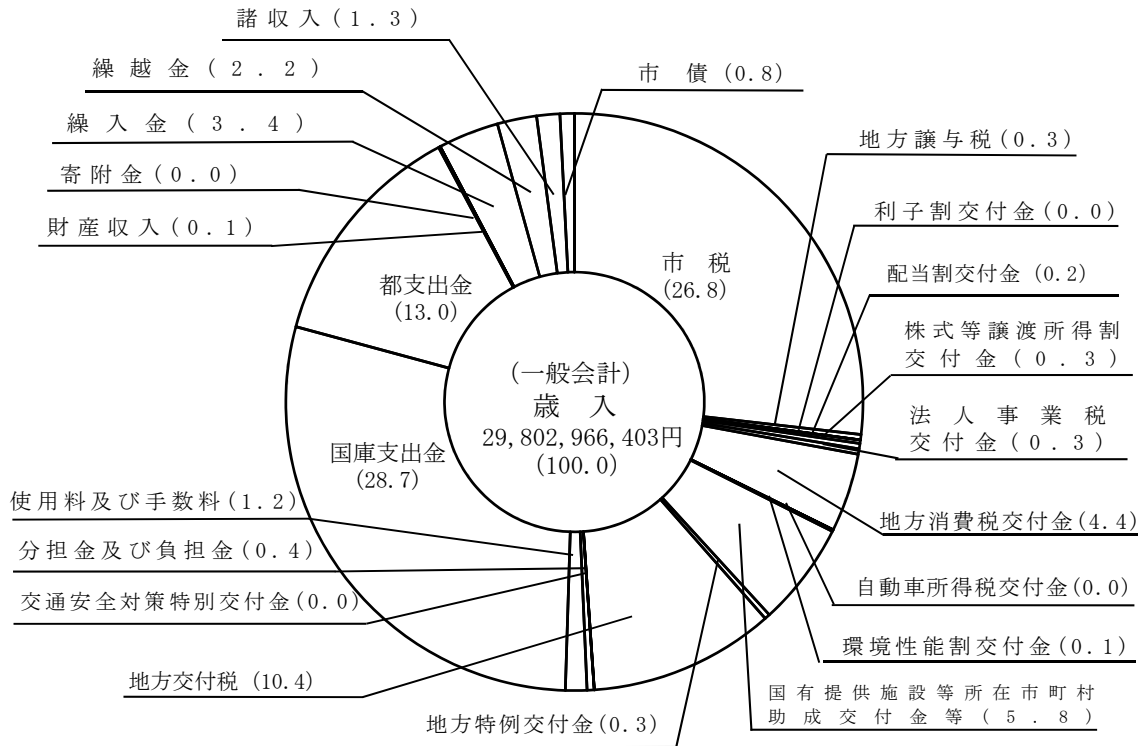 諸収入(1.3)
繰越金(2.2)
市 債 (0.8)
繰入金(3.4)
地方譲与税(0.3)
寄附金(0.0)
利子割交付金(0.0)
財産収入(0.1)
市 税
(26.8)
配当割交付金 (0.2)
都支出金
(13.0)
株式等譲渡所得割
交付金(0.3)
(一般会計)
歳 入
29,802,966,403円
(100.0)
法人事業税
交付金(0.3)
国庫支出金
(28.7)
使用料及び手数料(1.2)
地方消費税交付金(4.4)
分担金及び負担金(0.4)
自動車所得税交付金(0.0)
交通安全対策特別交付金(0.0)
環境性能割交付金(0.1)
地方交付税 (10.4)
国有提供施設等所在市町村
助成交付金等(5.8)
地方特例交付金(0.3)